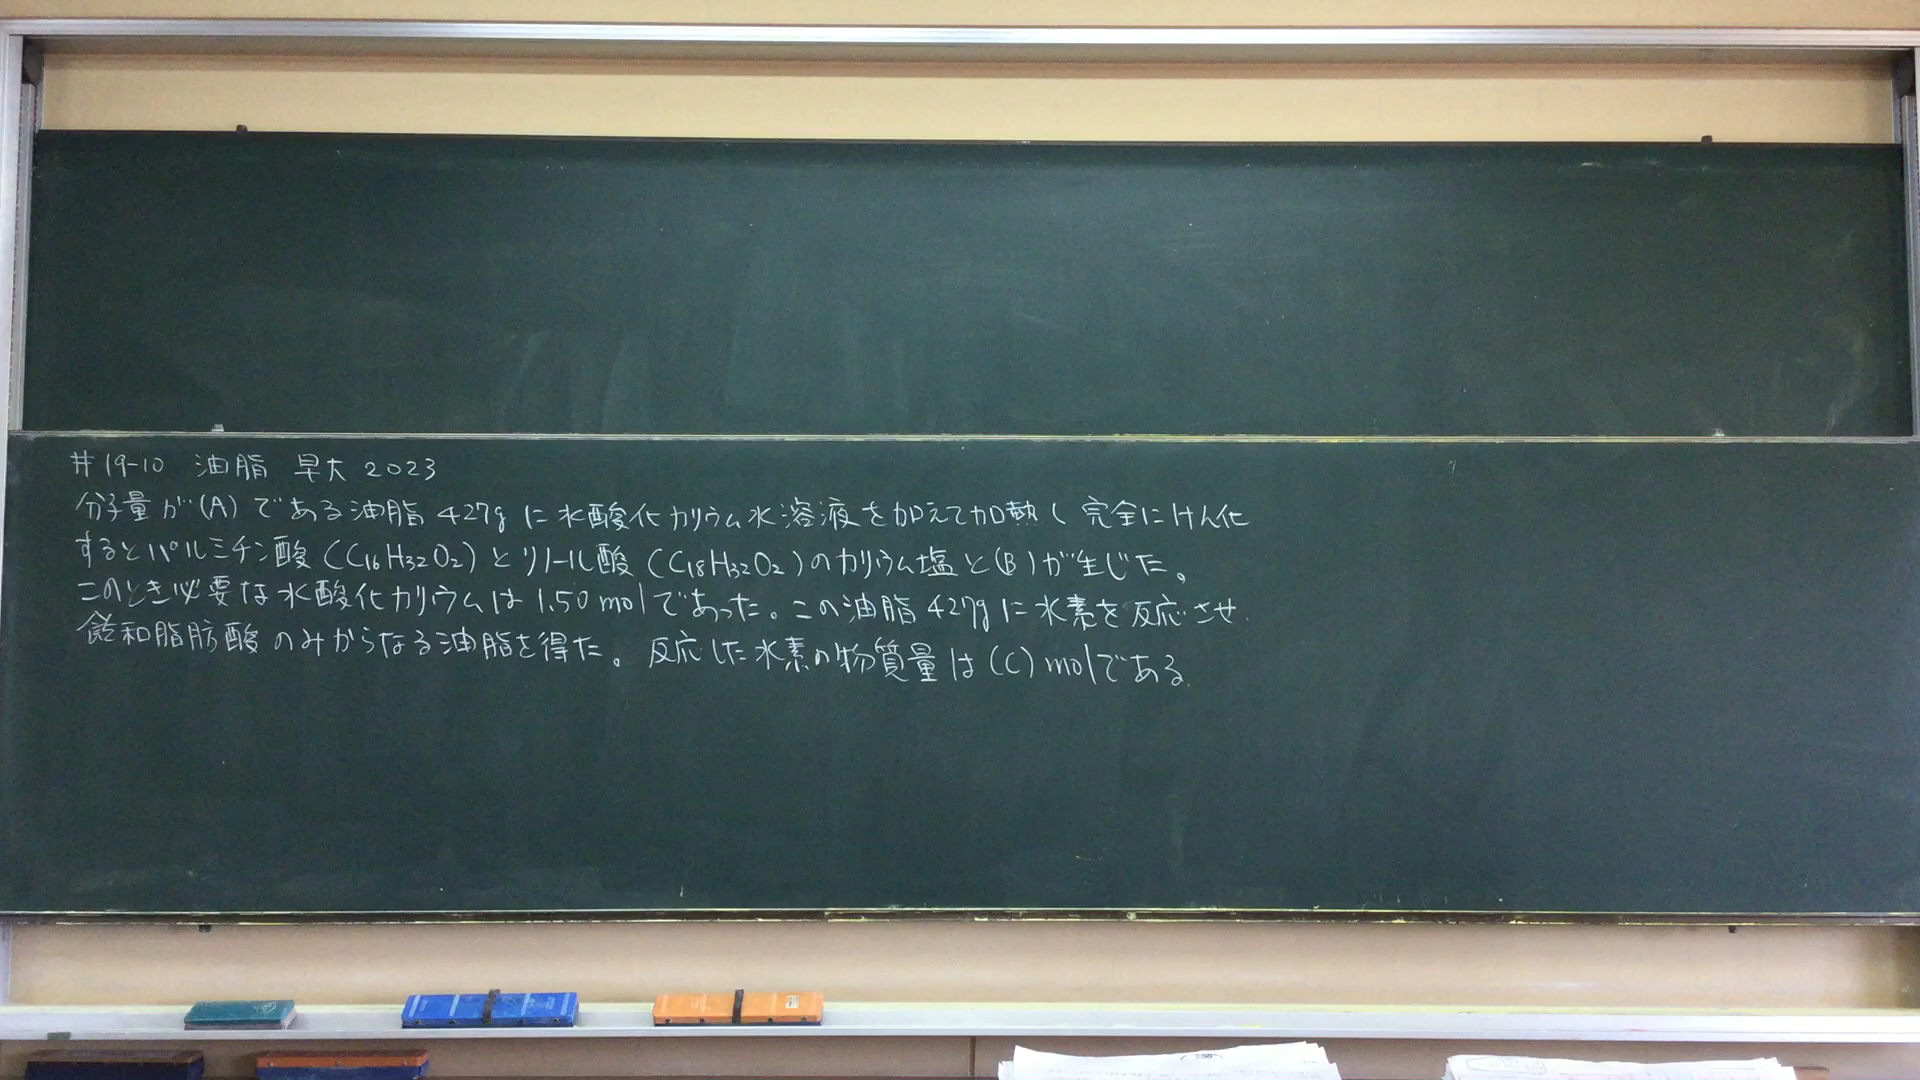 #19-10 油脂 早大 2023
分子量が(A)である油脂427gに水酸化カリウム水溶液を加えて加熱し完全にけん化
するとパルミチン酸(C₁₆H₃₂O₂)とリノール酸(C₁₈H₃₂O₂)のカリウム塩と(B)が生じた。
このとき必要な水酸化カリウムは1.50molであった。この油脂427gに水素を反応させ
飽和脂肪酸のみからなる油脂を得た。反応した水素の物質量は(C)molである.